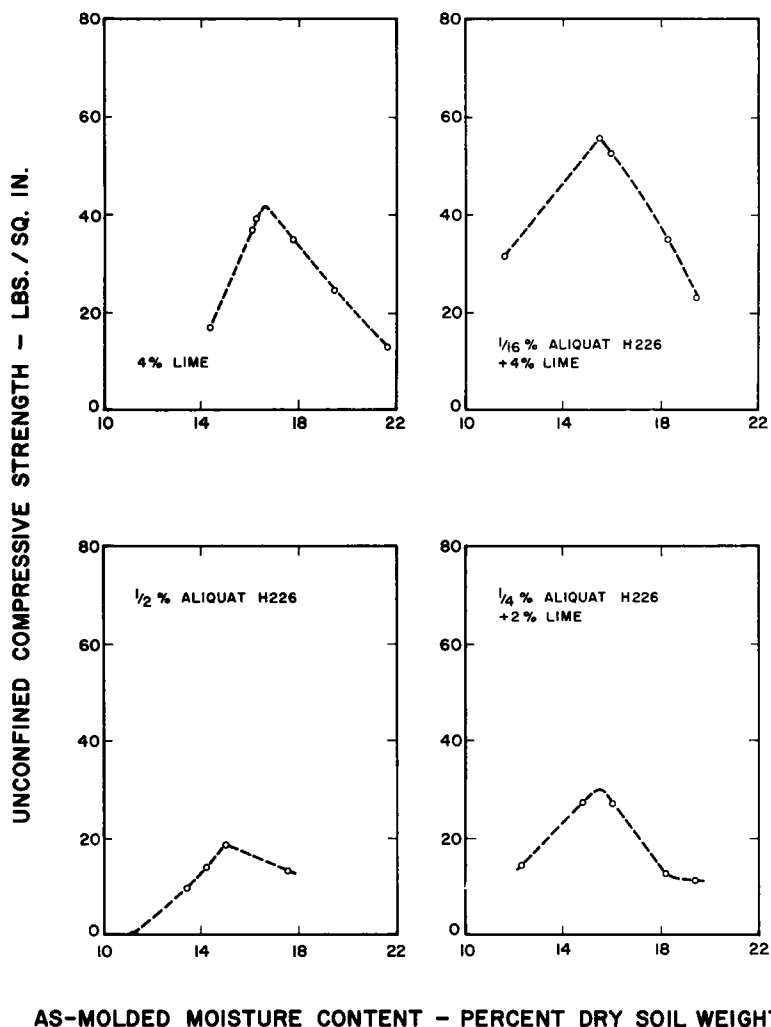 UNCONFINED COMPRESSIVE STRENGTH – LBS. / SQ. IN.
80
60
40
20
0
10 14 18 22
4% LIME
80
60
40
20
0
10 14 18 22
1/16 % ALIQUAT H226
+4% LIME
80
60
40
20
0
10 14 18 22
1/2 % ALIQUAT H226
80
60
40
20
0
10 14 18 22
1/4 % ALIQUAT H226
+2% LIME
AS-MOLDED MOISTURE CONTENT – PERCENT DRY SOIL WEIGH